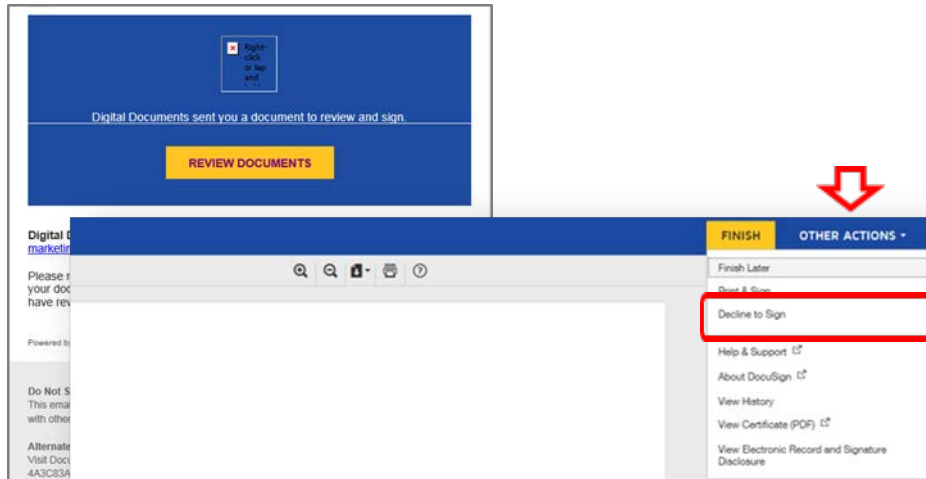 Right-
click
or tap
and
Digital Documents sent you a document to review and sign.
REVIEW DOCUMENTS
Digital
marketin
Please r
your doc
have rev
Powered by
Do Not S
This emai
with other
Alternate
Visit Docu
4A3C83A
FINISH OTHER ACTIONS
Finish Later
Print & Sign
Decline to Sign
Help & Support
About DocuSign
View History
View Certificate (PDF)
View Electronic Record and Signature
Disclosure